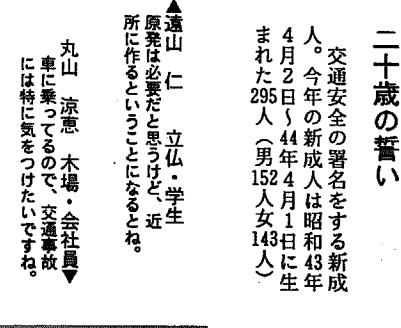 二十歳の誓い
交通安全の署名をする新成
人。今年の新成人は昭和43年
4月2日～44年4月1日に生
まれた295人（男152人女143人）
▲遠山 仁 立仏・学生
原発は必要だと思うけど、近
所に作るということになるとね。
丸山 涼恵 木場・会社員▼
車に乗ってるので、交通事故
には特に気をつけたいですね。